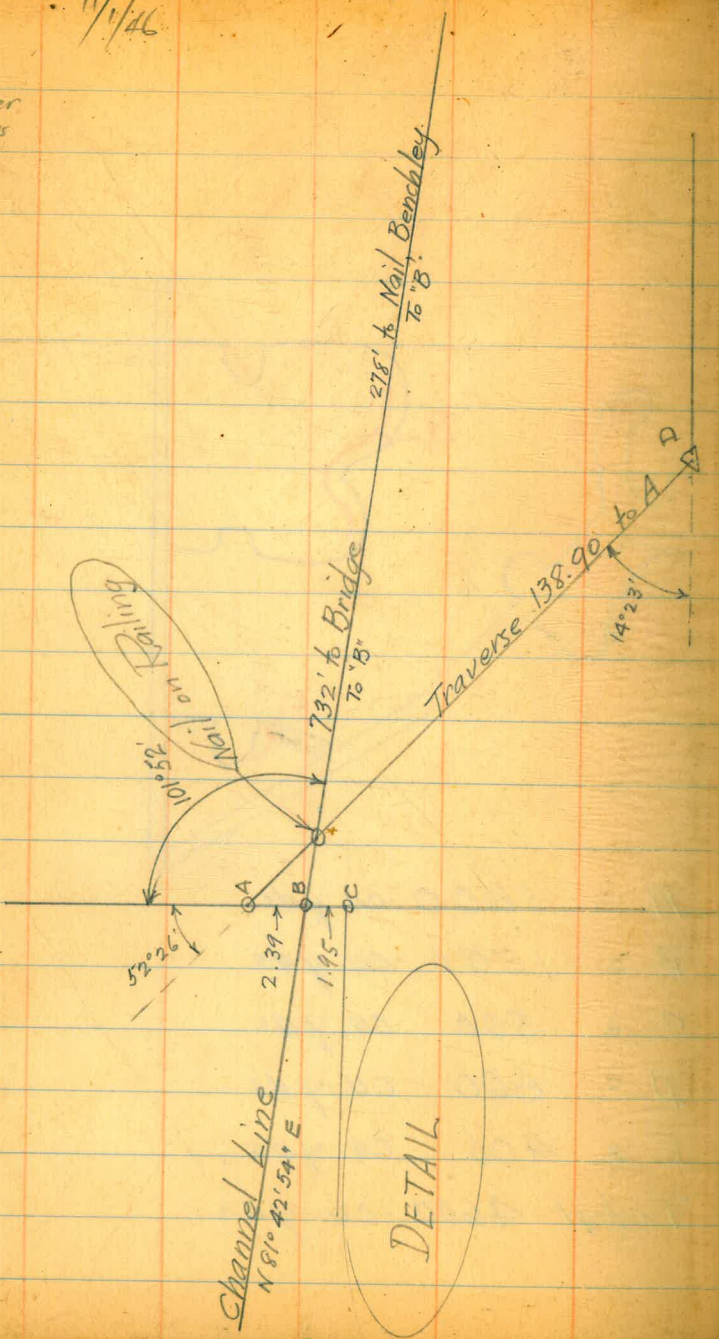 11/1/46
278' to Nail Benchley
To "B".
732' to Bridge
To "B"
Traverse 138.90' to A
D
14°23'
Nail on Railing
101°52'
A
B
C
52°26'
2.39→
1.95→
Channel Line
N 81° 42' 54" E
DETAIL